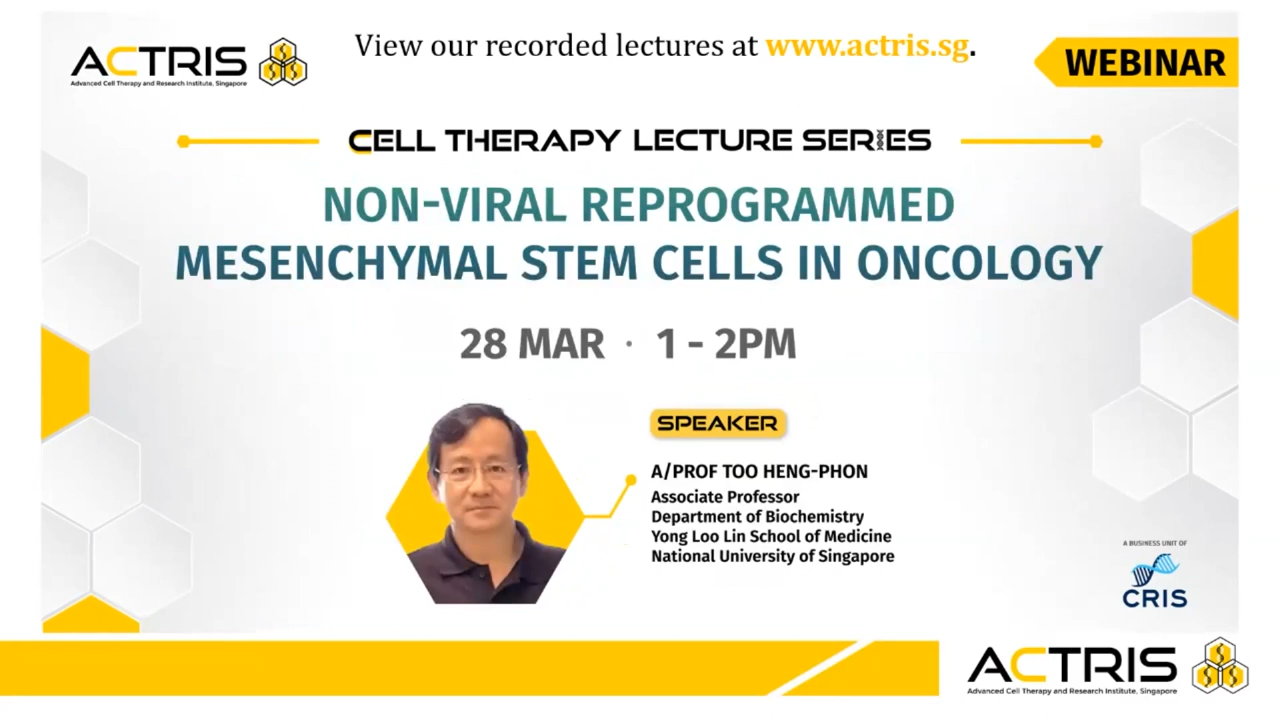 ACTRIS
Advanced Cell Therapy and Research Institute, Singapore
View our recorded lectures at www.actris.sg.
WEBINAR
CELL THERAPY LECTURE SERIES
NON-VIRAL REPROGRAMMED
MESENCHYMAL STEM CELLS IN ONCOLOGY
28 MAR · 1 - 2PM
SPEAKER
A/PROF TOO HENG-PHON
Associate Professor
Department of Biochemistry
Yong Loo Lin School of Medicine
National University of Singapore
A BUSINESS UNIT OF
CRIS
ACTRIS
Advanced Cell Therapy and Research Institute, Singapore